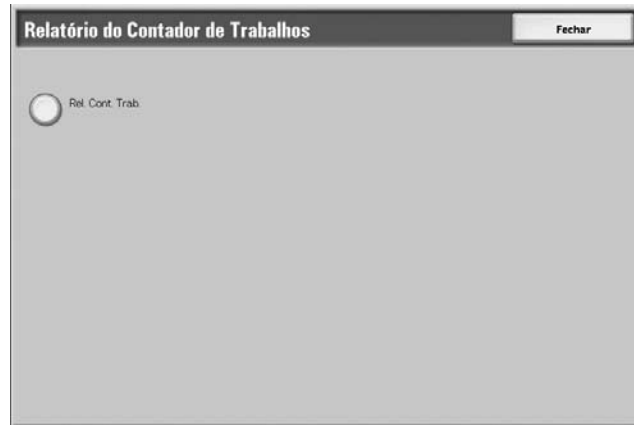 Relatório do Contador de Trabalhos
Fechar
Rel. Cont. Trab.